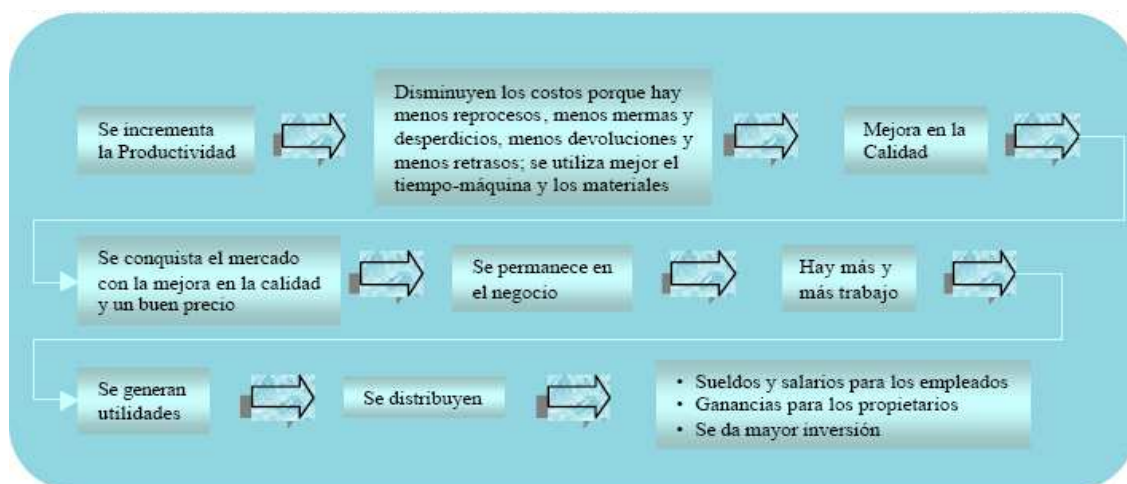 Se incrementa
la Productividad
Disminuyen los costos porque hay
menos reprocesos, menos mermas y
desperdicios, menos devoluciones y
menos retrasos; se utiliza mejor el
tiempo-máquina y los materiales
Mejora en la
Calidad
Se conquista el mercado
con la mejora en la calidad
y un buen precio
Se permanece en
el negocio
Hay más y
más trabajo
Se generan
utilidades
Se distribuyen
• Sueldos y salarios para los empleados
• Ganancias para los propietarios
• Se da mayor inversión